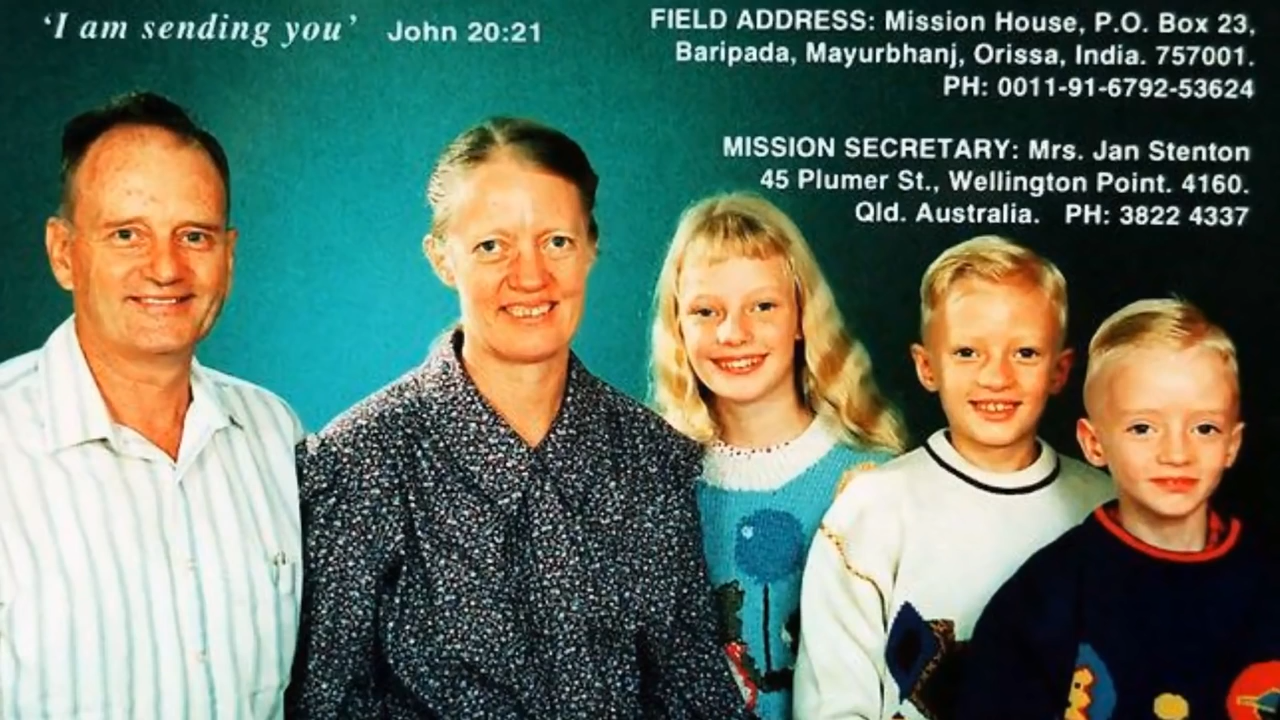 ‘I am sending you’ John 20:21
FIELD ADDRESS: Mission House, P.O. Box 23,
Baripada, Mayurbhanj, Orissa, India. 757001.
PH: 0011-91-6792-53624
MISSION SECRETARY: Mrs. Jan Stenton
45 Plumer St., Wellington Point. 4160.
Qld. Australia. PH: 3822 4337